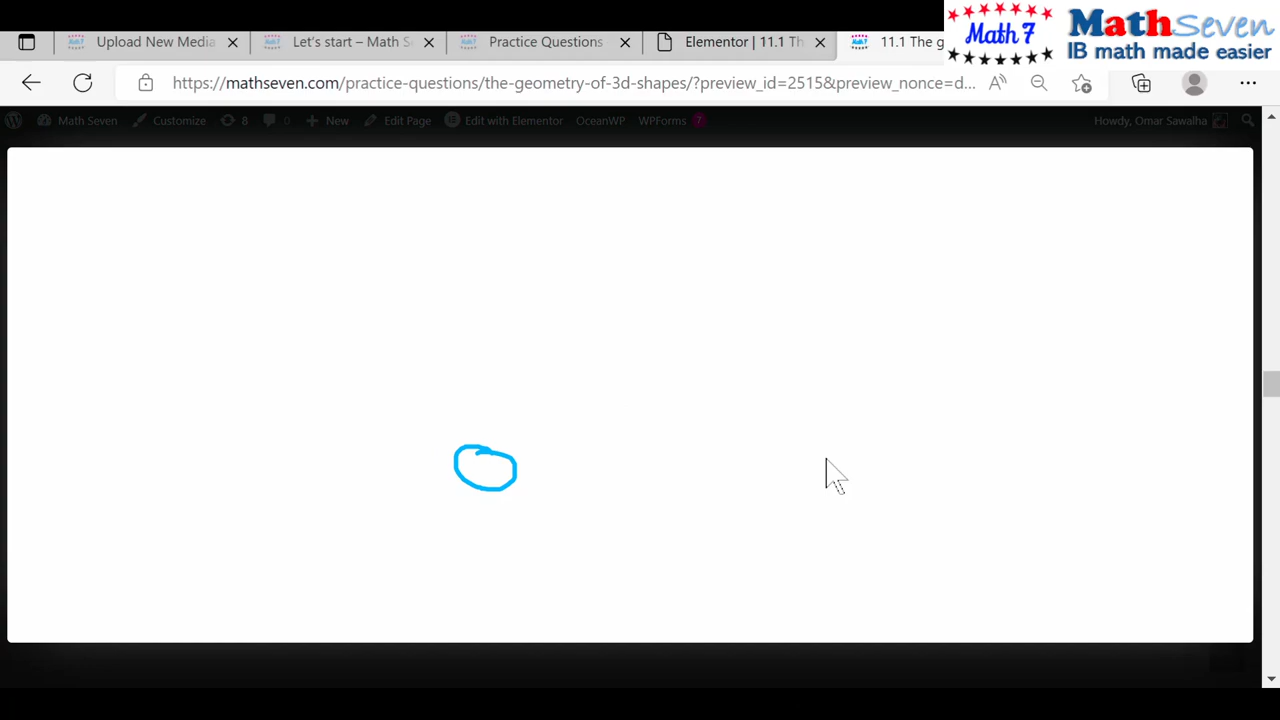 Math 7
MathSeven
IB math made easier
Upload New Media
Let's start – Math S
Practice Questions
Elementor | 11.1 Th
11.1 The g
https://mathseven.com/practice-questions/the-geometry-of-3d-shapes/?preview_id=2515&preview_nonce=d...
Math Seven Customize 8 0 New Edit Page Edit with Elementor OceanWP WPForms 7 Howdy, Omar Sawalha